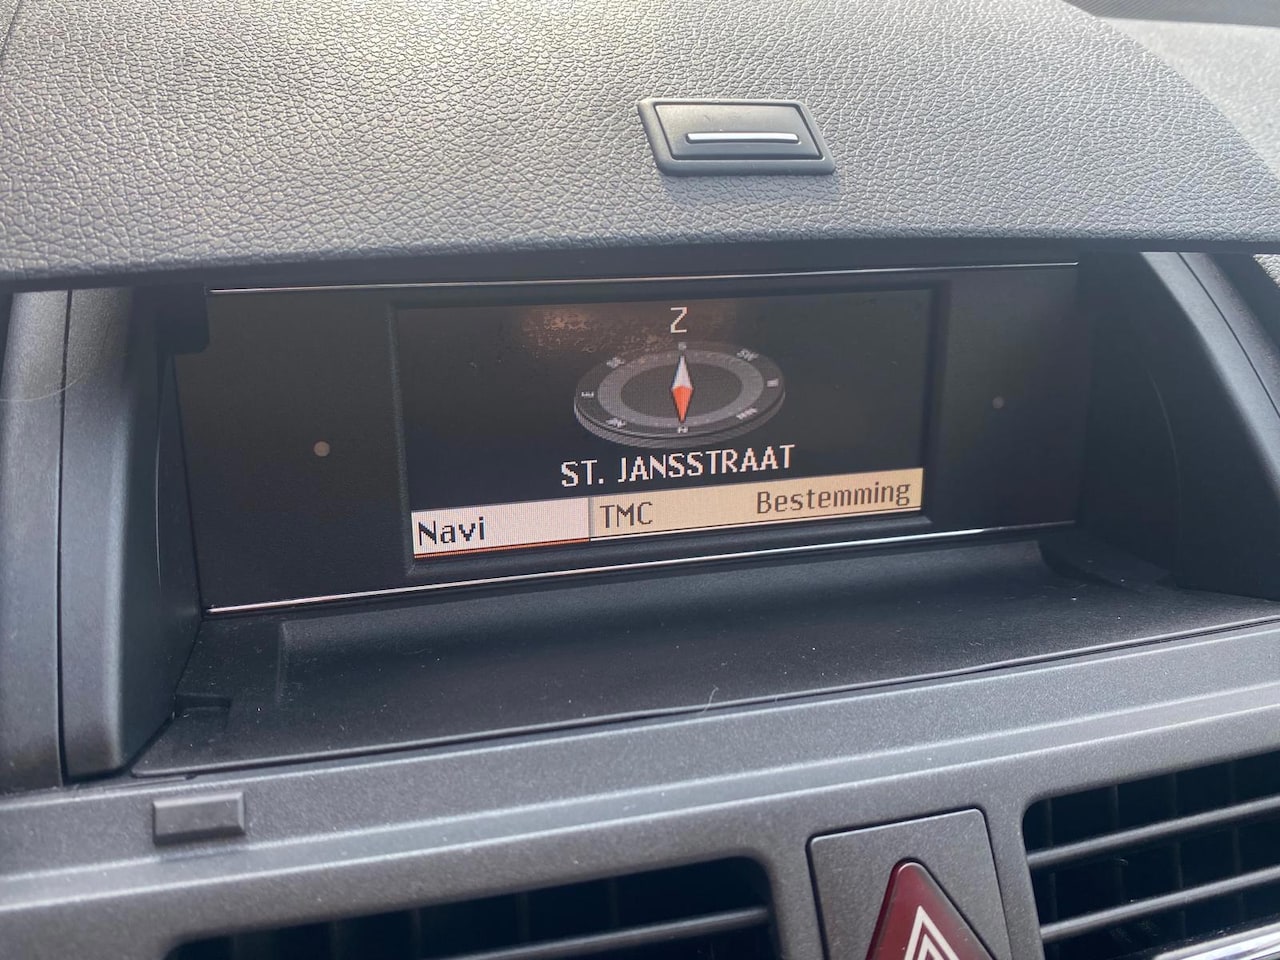 Z
S
ST. JANSSTRAAT
Navi TMC Bestemming